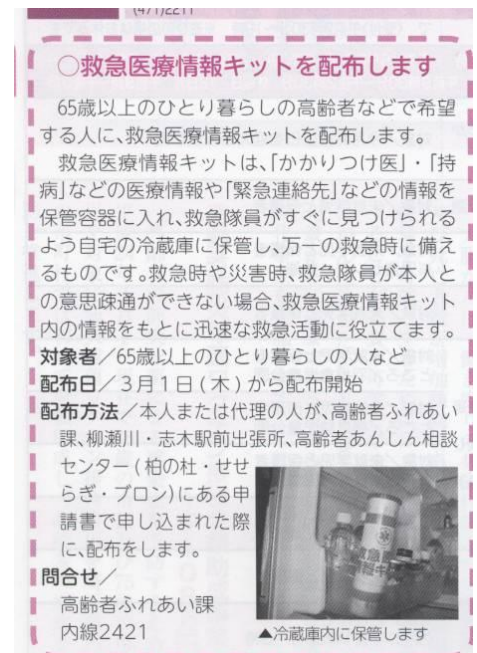 (471)2211
○救急医療情報キットを配布します
65歳以上のひとり暮らしの高齢者などで希望
する人に、救急医療情報キットを配布します。
救急医療情報キットは、「かかりつけ医」・「持
病」などの医療情報や「緊急連絡先」などの情報を
保管容器に入れ、救急隊員がすぐに見つけられる
よう自宅の冷蔵庫に保管し、万一の救急時に備え
るものです。救急時や災害時、救急隊員が本人と
の意思疎通ができない場合、救急医療情報キット
内の情報をもとに迅速な救急活動に役立てます。
対象者／65歳以上のひとり暮らしの人など
配布日／３月１日(木)から配布開始
配布方法／本人または代理の人が、高齢者ふれあい
課、柳瀬川・志木駅前出張所、高齢者あんしん相談
センター(柏の杜・せせ
らぎ・ブロン)にある申
請書で申し込まれた際
に、配布をします。
問合せ／
高齢者ふれあい課
内線2421
救急医
情報キ
▲冷蔵庫内に保管します